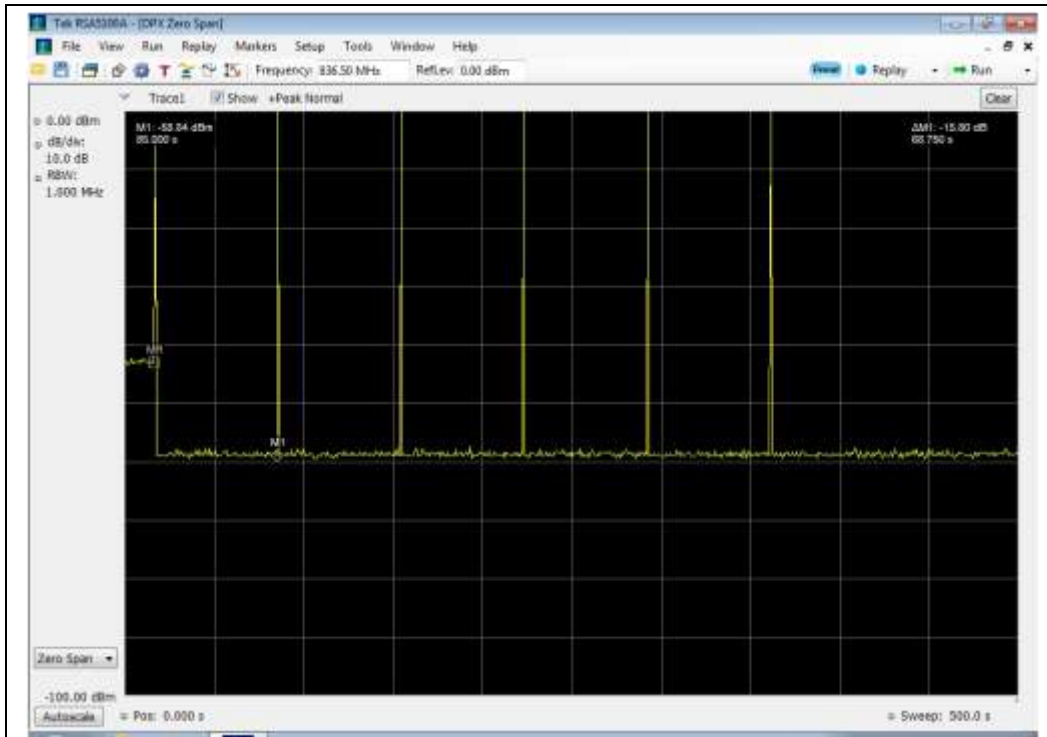 Tek RSA5100A - [DPX Zero Span]
File View Run Replay Markers Setup Tools Window Help
Frequency: 836.50 MHz RefLev: 0.00 dBm Preset Replay Run
Trace1 Show +Peak Normal Clear
0.00 dBm
dB/div:
10.0 dB
RBW:
1.000 MHz
M1: -58.84 dBm
85.000 s
ΔM1: -15.80 dB
68.750 s
MR
M1
Zero Span
-100.00 dBm
Autoscale Pos: 0.000 s Sweep: 500.0 s